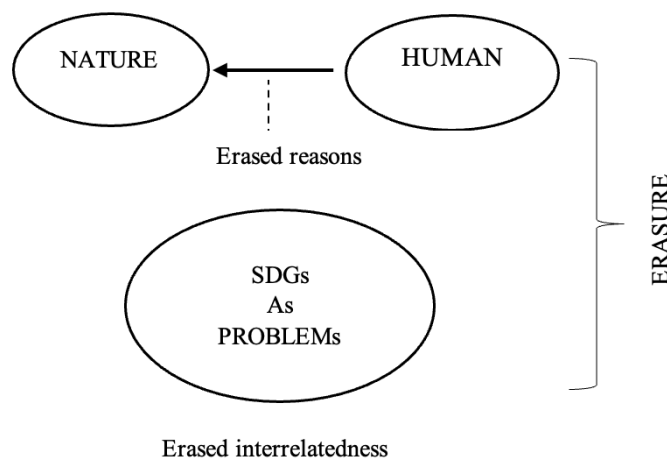 NATURE
HUMAN
Erased reasons
ERASURE
SDGs
As
PROBLEMs
Erased interrelatedness